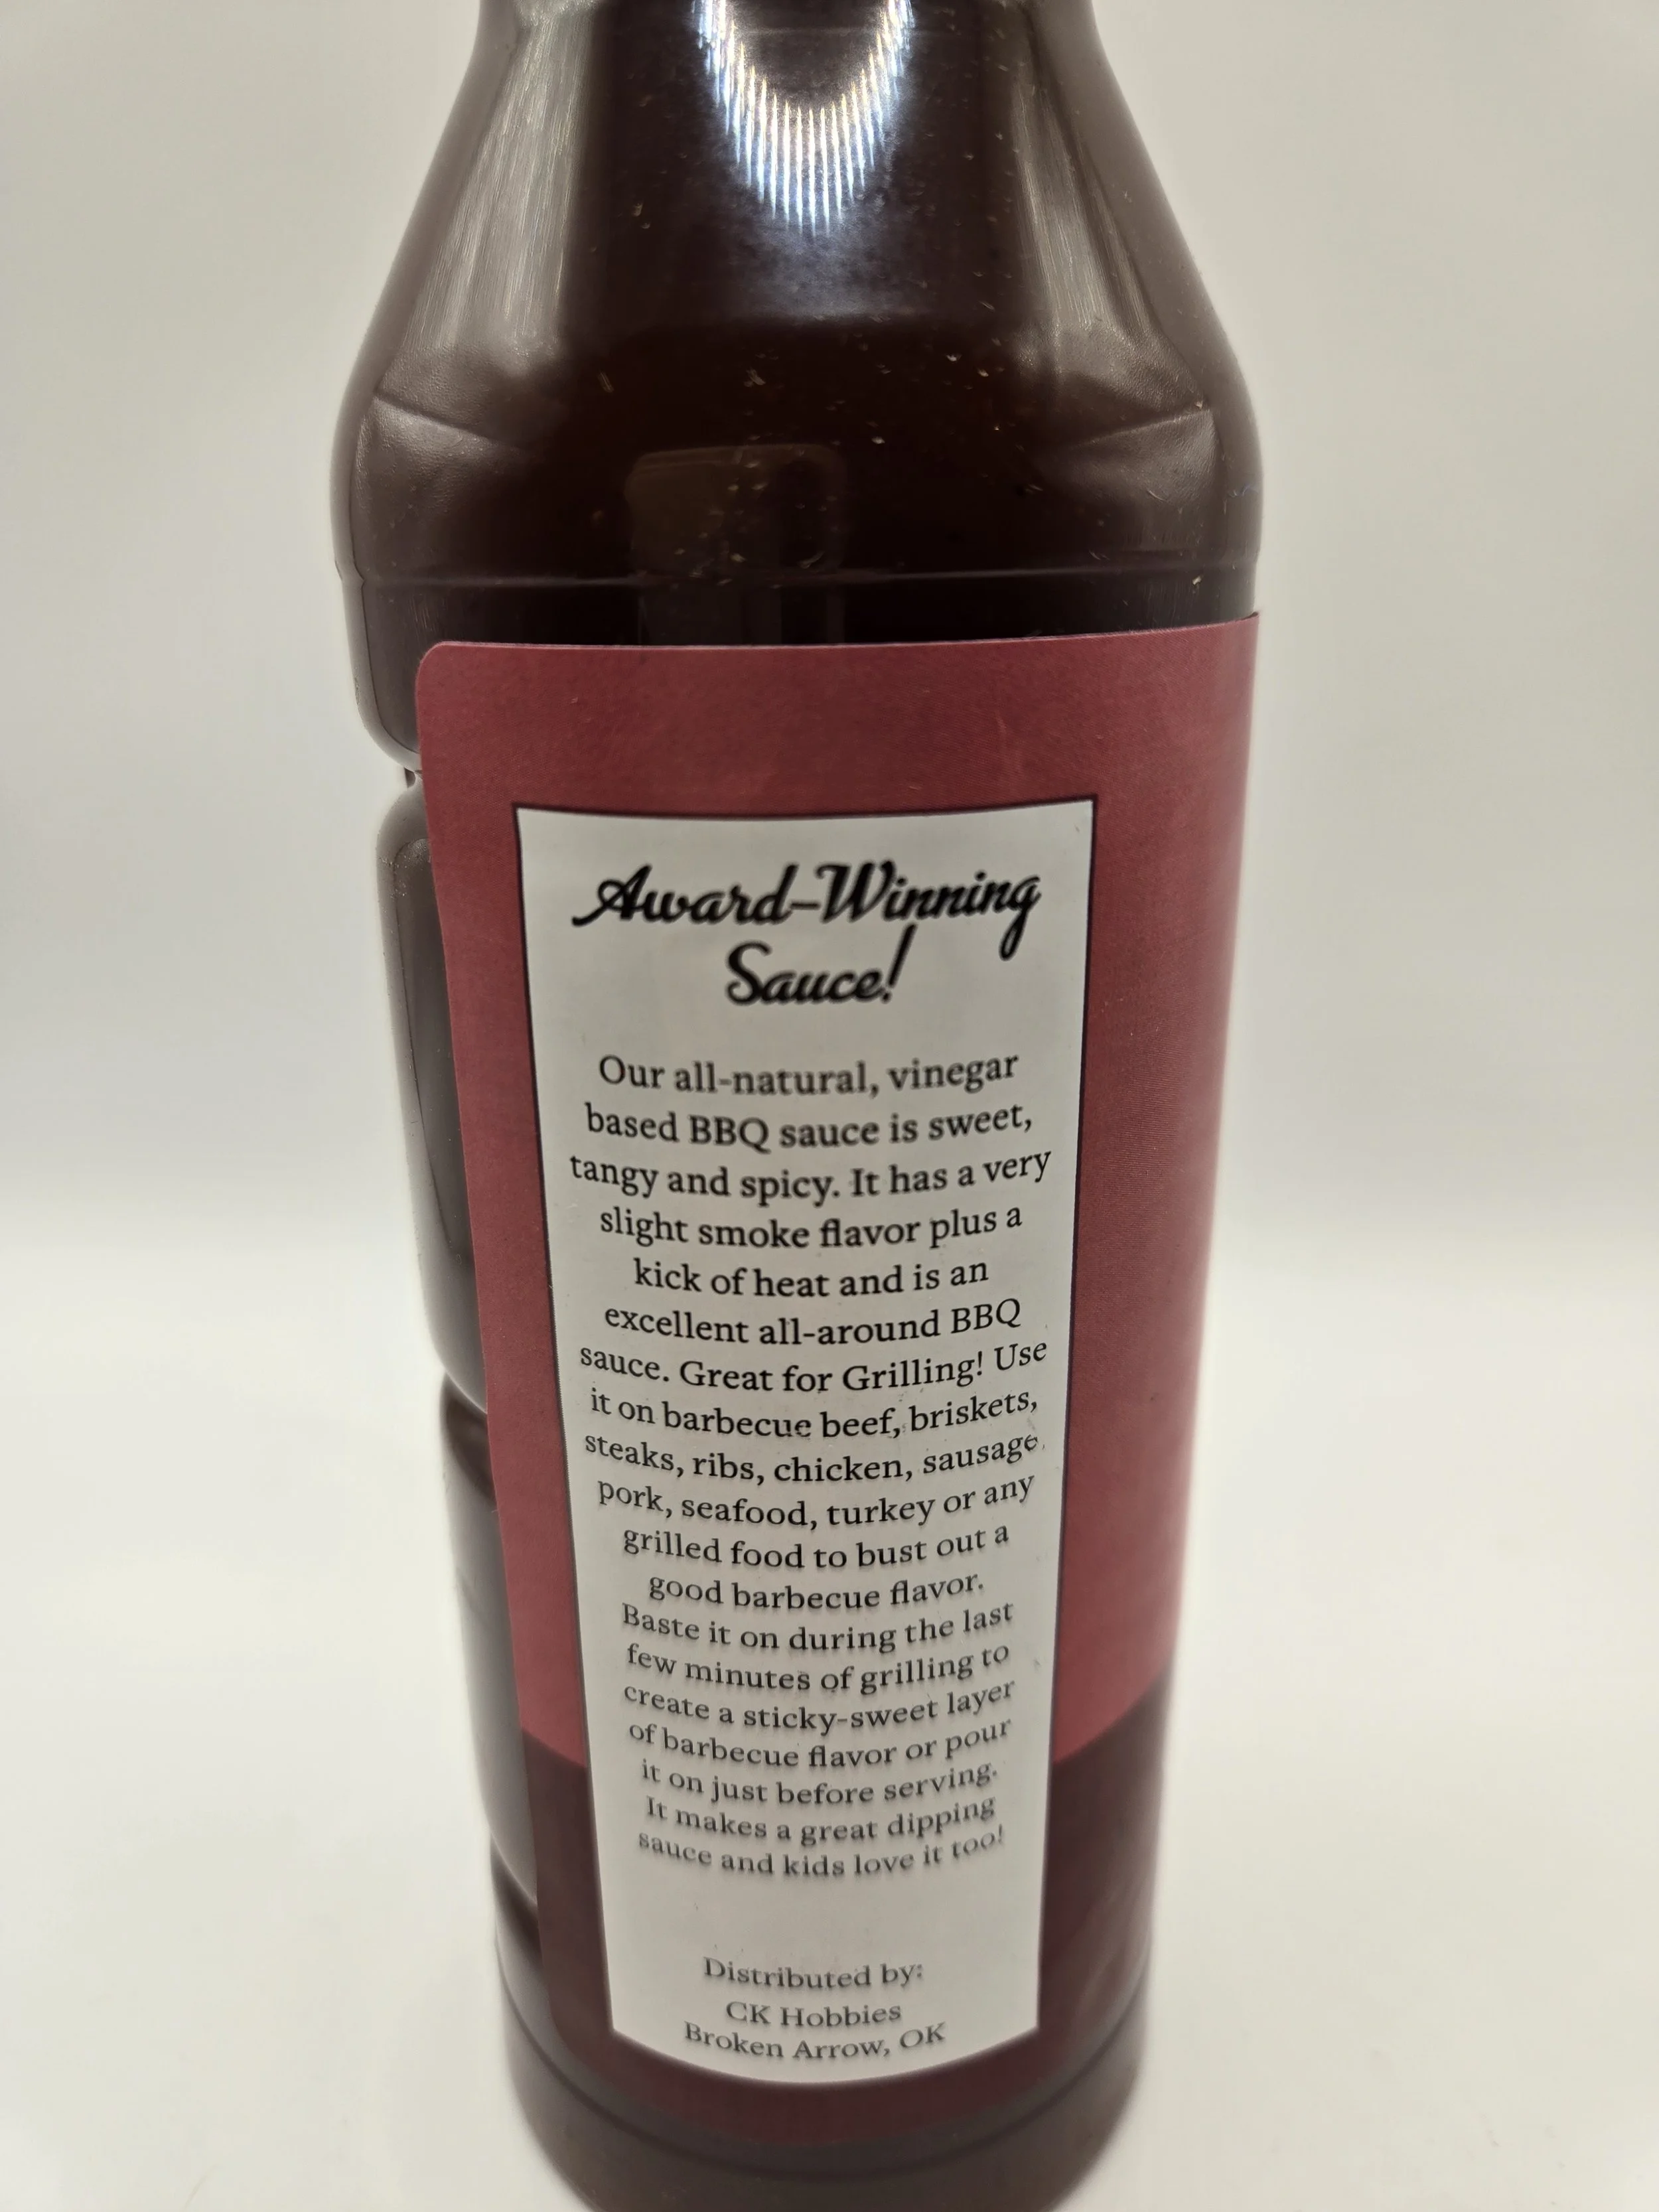 Award-Winning
Sauce!
Our all-natural, vinegar
based BBQ sauce is sweet,
tangy and spicy. It has a very
slight smoke flavor plus a
kick of heat and is an
excellent all-around BBQ
sauce. Great for Grilling! Use
it on barbecue beef, briskets,
steaks, ribs, chicken, sausage,
pork, seafood, turkey or any
grilled food to bust out a
good barbecue flavor.
Baste it on during the last
few minutes of grilling to
create a sticky-sweet layer
of barbecue flavor or pour
it on just before serving.
It makes a great dipping
sauce and kids love it too!
Distributed by:
CK Hobbies
Broken Arrow, OK